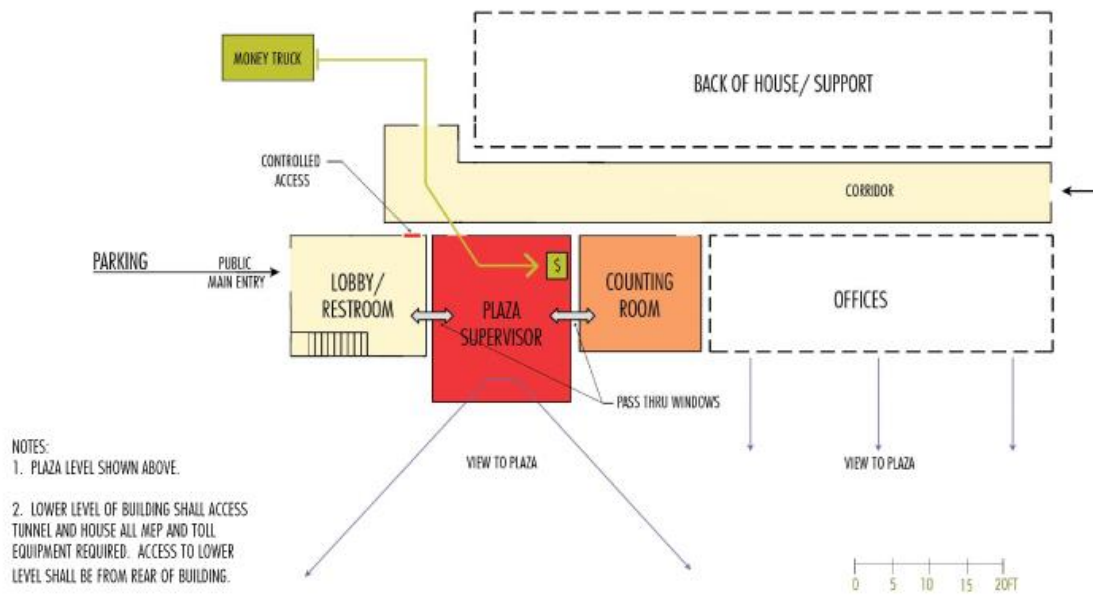 MONEY TRUCK
BACK OF HOUSE/ SUPPORT
CONTROLLED
ACCESS
CORRIDOR
PARKING
PUBLIC
MAIN ENTRY
LOBBY/
RESTROOM
$
PLAZA
SUPERVISOR
COUNTING
ROOM
OFFICES
PASS THRU WINDOWS
VIEW TO PLAZA
VIEW TO PLAZA
NOTES:
1. PLAZA LEVEL SHOWN ABOVE.
2. LOWER LEVEL OF BUILDING SHALL ACCESS
TUNNEL AND HOUSE ALL MEP AND TOLL
EQUIPMENT REQUIRED. ACCESS TO LOWER
LEVEL SHALL BE FROM REAR OF BUILDING.
0 5 10 15 20FT